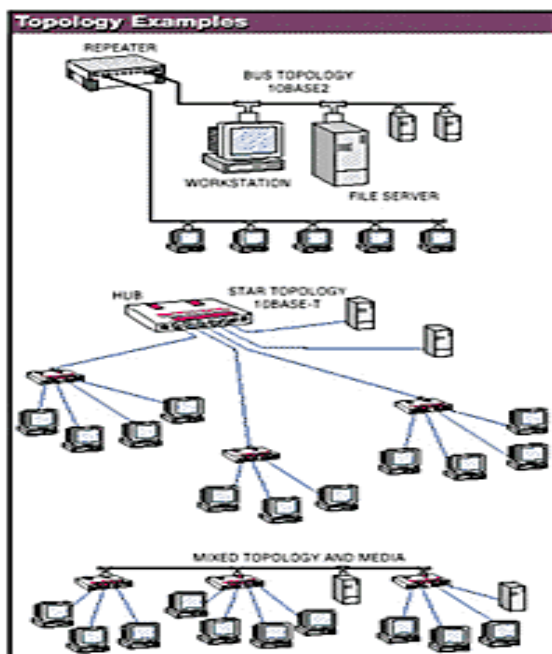 Topology Examples
REPEATER
BUS TOPOLOGY
10BASE2
WORKSTATION
FILE SERVER
HUB
STAR TOPOLOGY
10BASE-T
MIXED TOPOLOGY AND MEDIA